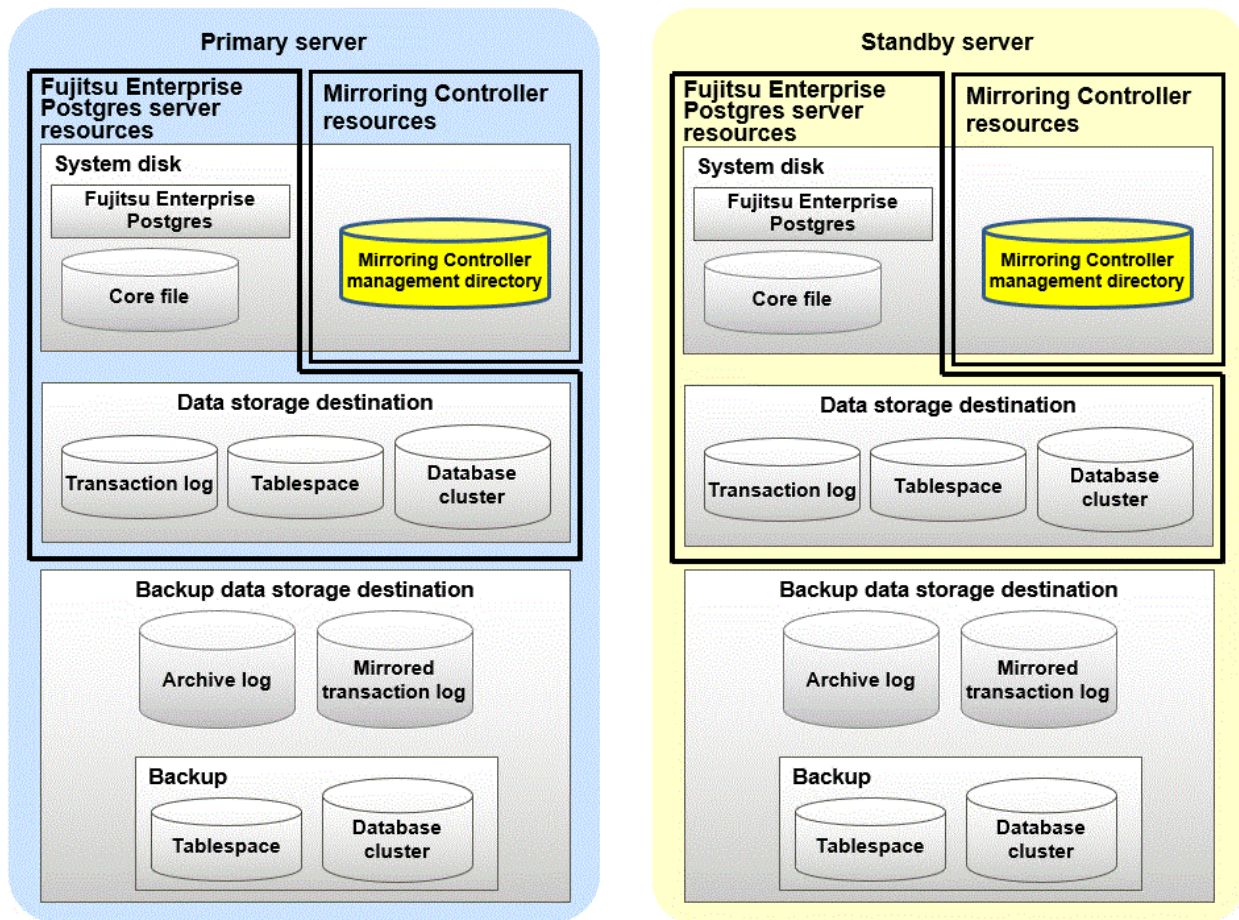 Primary server
Fujitsu Enterprise
Postgres server
resources
Mirroring Controller
resources
System disk
Fujitsu Enterprise
Postgres
Core file
Mirroring Controller
management directory
Data storage destination
Transaction log
Tablespace
Database
cluster
Backup data storage destination
Archive log
Mirrored
transaction log
Backup
Tablespace
Database
cluster
Standby server
Fujitsu Enterprise
Postgres server
resources
Mirroring Controller
resources
System disk
Fujitsu Enterprise
Postgres
Core file
Mirroring Controller
management directory
Data storage destination
Transaction log
Tablespace
Database
cluster
Backup data storage destination
Archive log
Mirrored
transaction log
Backup
Tablespace
Database
cluster